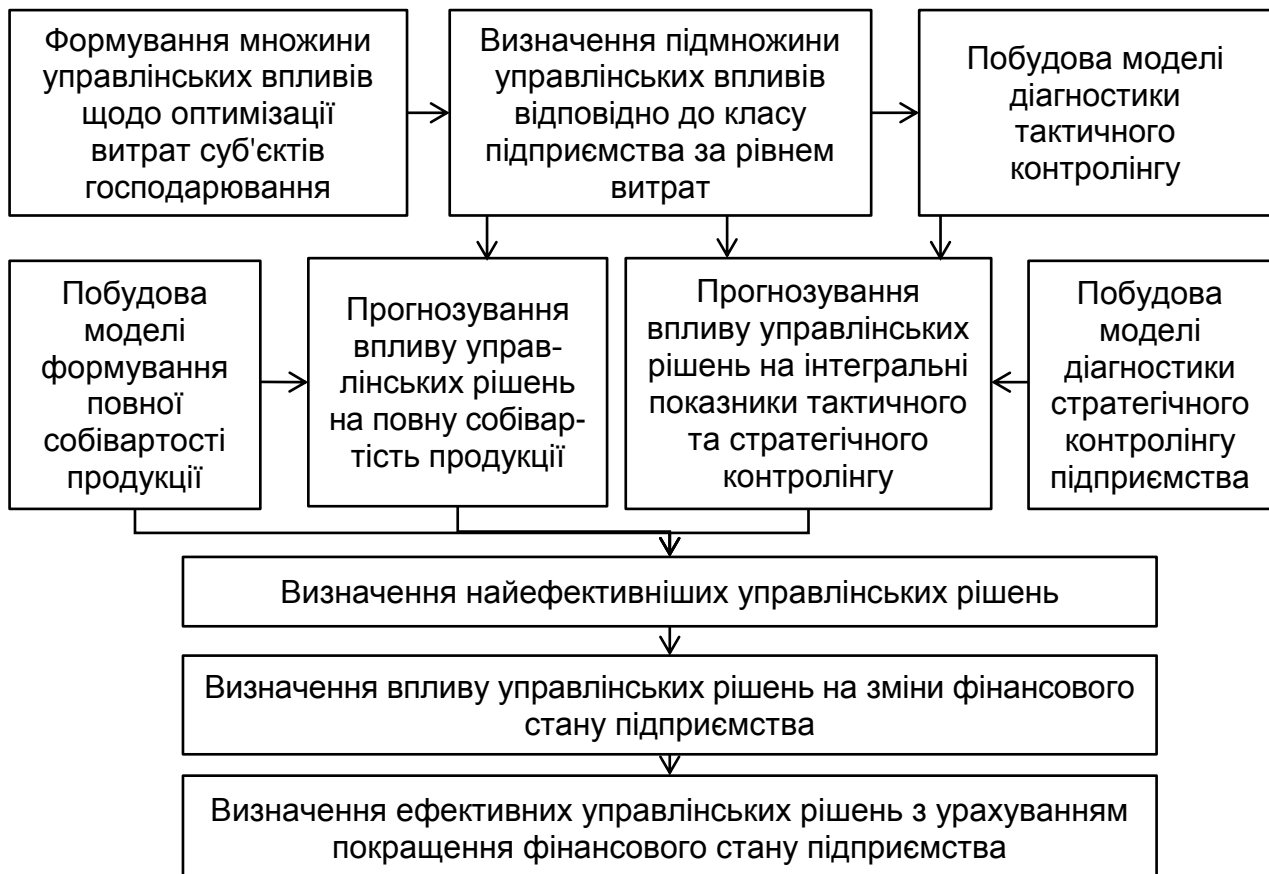 Формування множини
управлінських впливів
щодо оптимізації
витрат суб'єктів
господарювання
Визначення підмножини
управлінських впливів
відповідно до класу
підприємства за рівнем
витрат
Побудова моделі
діагностики
тактичного
контролінгу
Побудова
моделі
формування
повної
собівартості
продукції
Прогнозування
впливу управ-
лінських рішень
на повну собівар-
тість продукції
Прогнозування
впливу управлінських
рішень на інтегральні
показники тактичного
та стратегічного
контролінгу
Побудова
моделі
діагностики
стратегічного
контролінгу
підприємства
Визначення найефективніших управлінських рішень
Визначення впливу управлінських рішень на зміни фінансового
стану підприємства
Визначення ефективних управлінських рішень з урахуванням
покращення фінансового стану підприємства